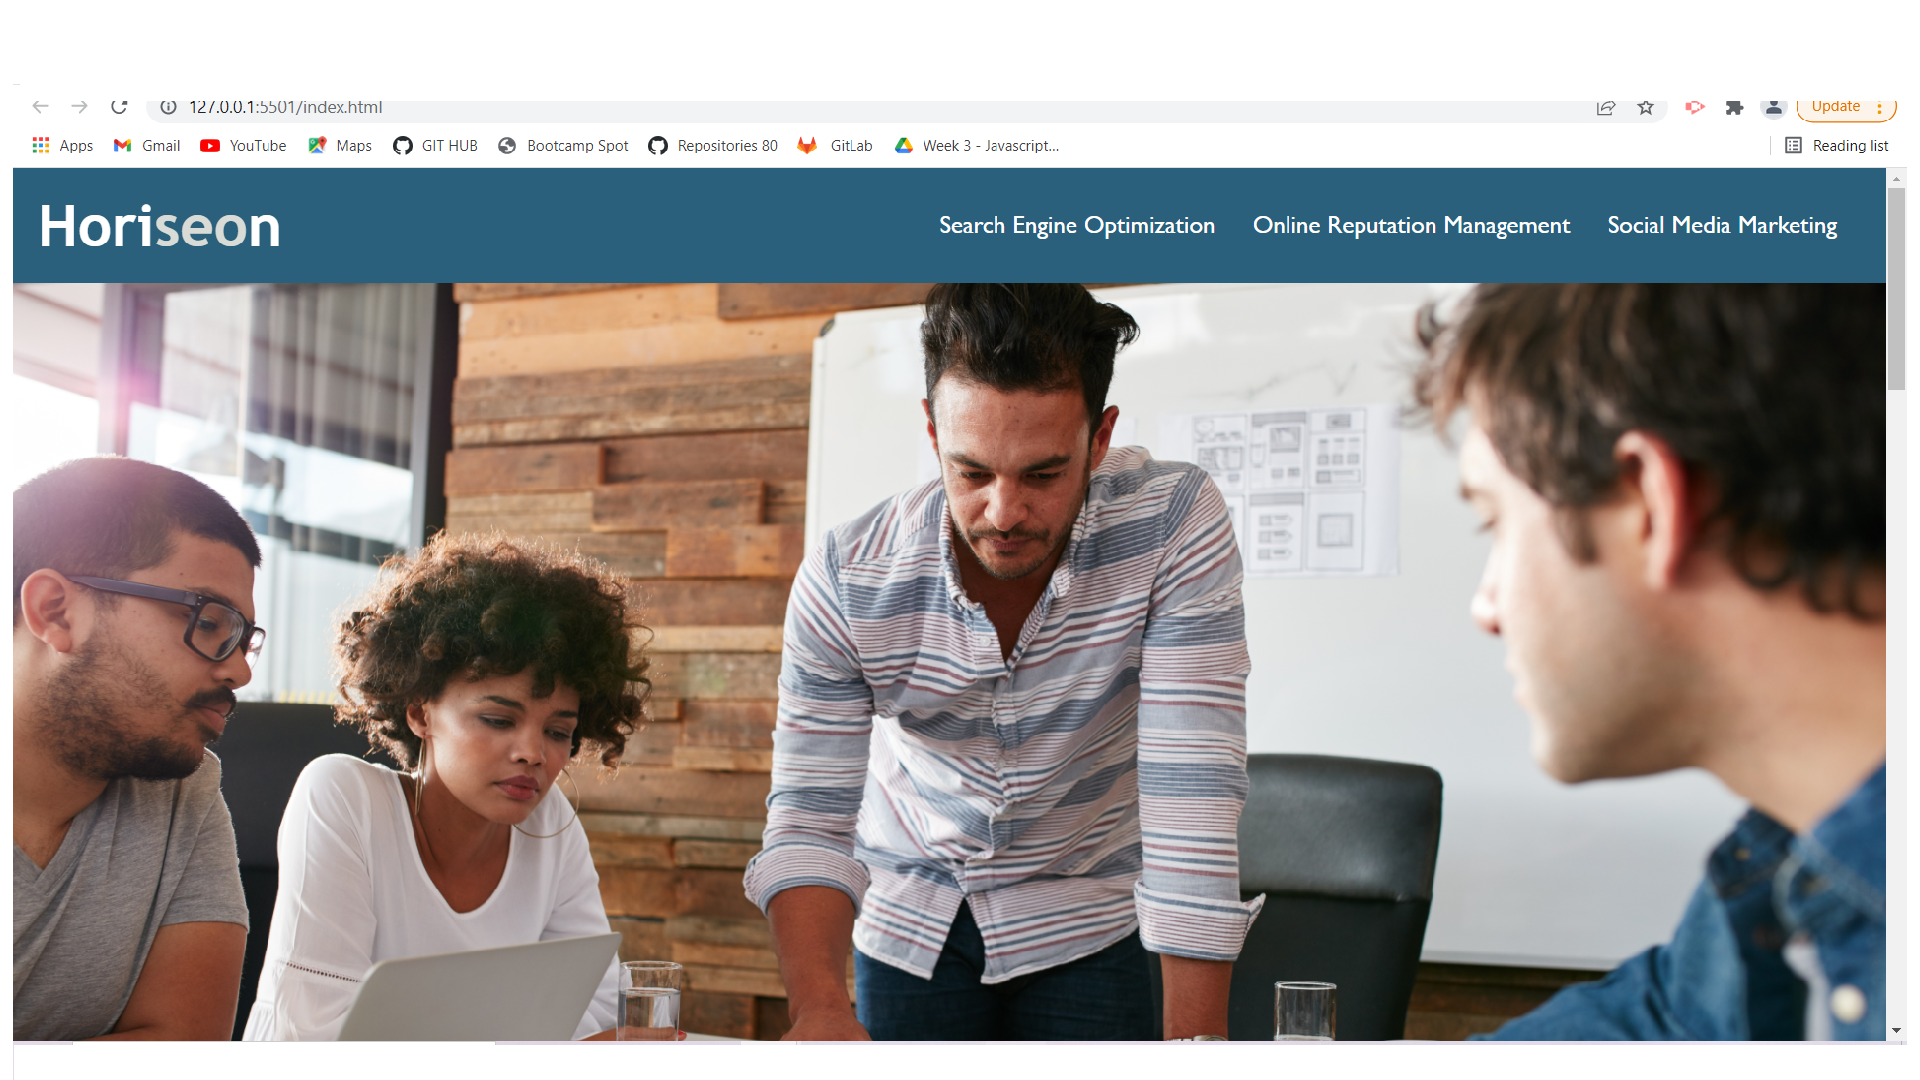 127.0.0.1:5501/index.html
Update
Apps Gmail YouTube Maps GIT HUB Bootcamp Spot Repositories 80 GitLab Week 3 - Javascript... Reading list
Horiseon Search Engine Optimization Online Reputation Management Social Media Marketing